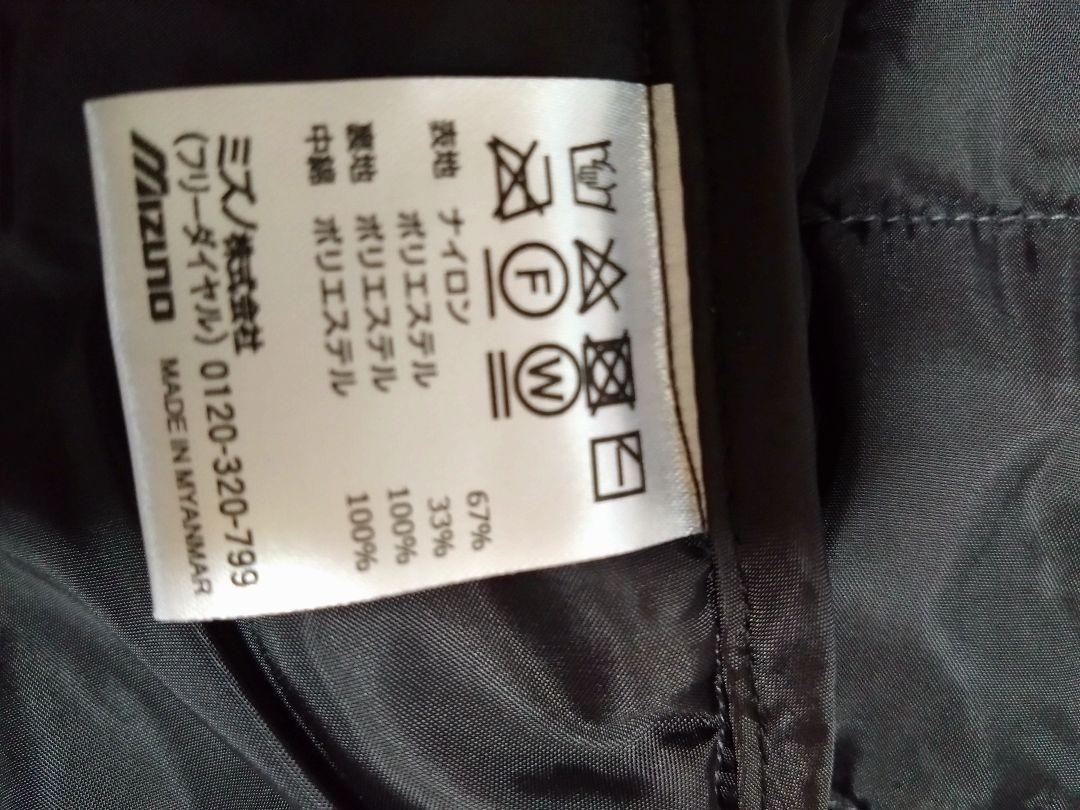 F W
表地 ナイロン 67%
ポリエステル 33%
裏地 ポリエステル 100%
中綿 ポリエステル 100%
ミズノ株式会社
(フリーダイヤル) 0120-320-799
MIZUNO MADE IN MYANMAR